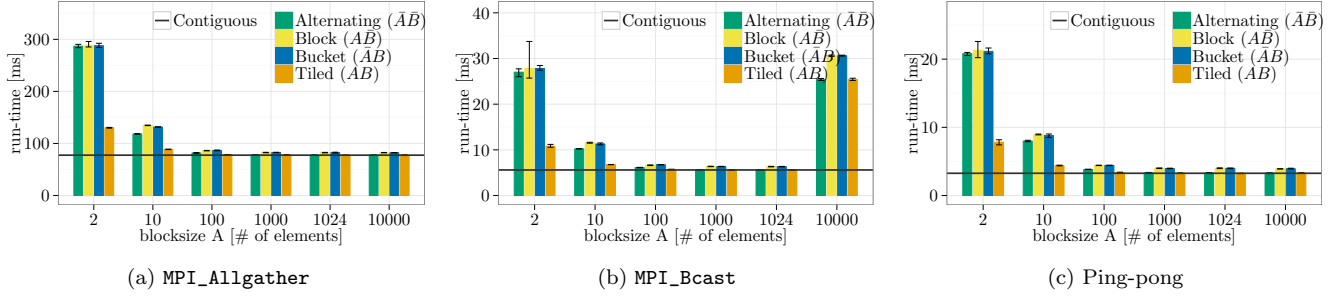 Contiguous
Alternating (ĀB̄)
Block (AB̄)
Bucket (ĀB)
Tiled (AB)
run-time [ms]
300
200
100
0
2 10 100 1000 1024 10000
blocksize A [# of elements]
(a) MPI_Allgather
Contiguous
Alternating (ĀB̄)
Block (AB̄)
Bucket (ĀB)
Tiled (AB)
run-time [ms]
40
30
20
10
0
2 10 100 1000 1024 10000
blocksize A [# of elements]
(b) MPI_Bcast
Contiguous
Alternating (ĀB̄)
Block (AB̄)
Bucket (ĀB)
Tiled (AB)
run-time [ms]
20
10
0
2 10 100 1000 1024 10000
blocksize A [# of elements]
(c) Ping-pong